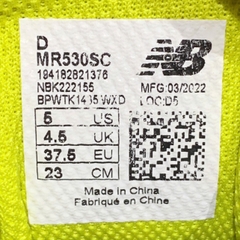 D
MR530SC
194182821376
NBK222155 MFG:03/2022
BPWTK1495 WXD LOC:D5
5 US
4.5 UK
37.5 EU
23 CM
Made in China
Fabriqué en Chine